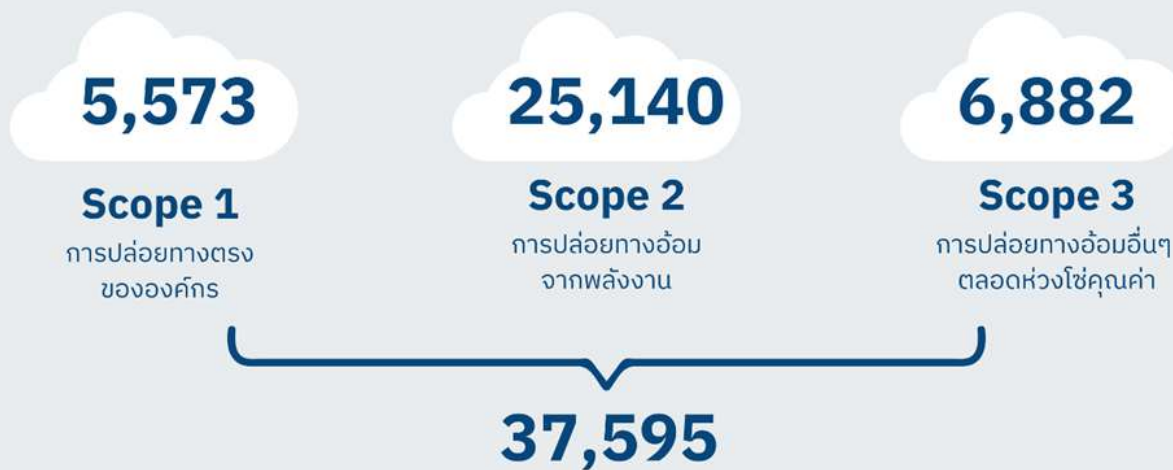 5,573
Scope 1
การปล่อยทางตรง
ขององค์กร
25,140
Scope 2
การปล่อยทางอ้อม
จากพลังงาน
6,882
Scope 3
การปล่อยทางอ้อมอื่นๆ
ตลอดห่วงโซ่คุณค่า
37,595